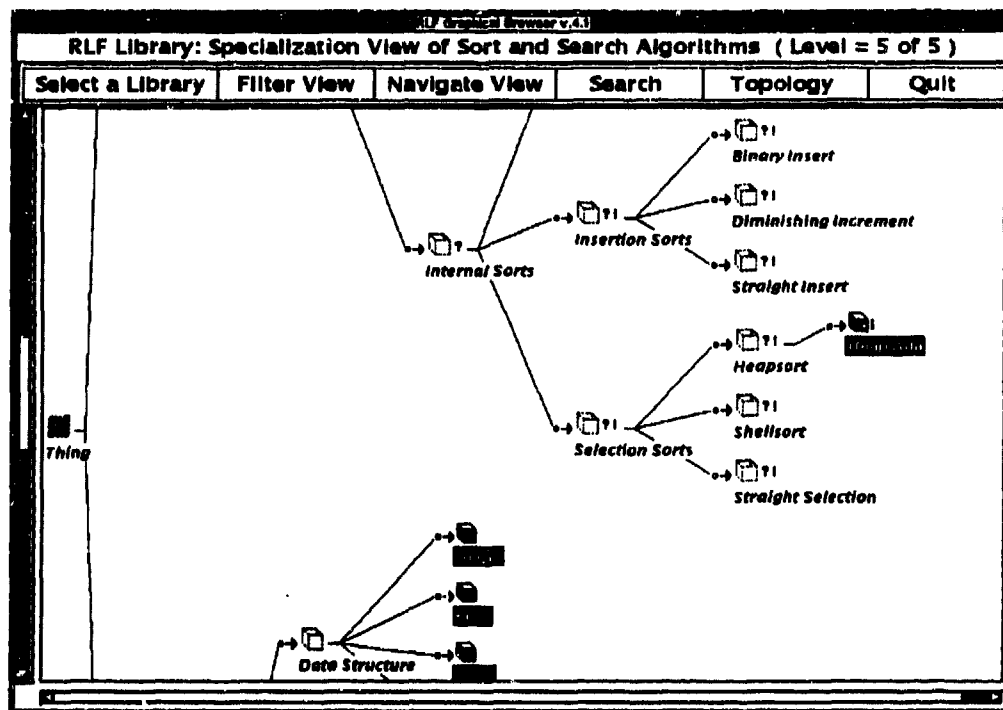 RLF Graphical Browser v.4.1
RLF Library: Specialization View of Sort and Search Algorithms ( Level = 5 of 5 )
Select a Library Filter View Navigate View Search Topology Quit
?!
Binary Insert
?!
Diminishing Increment
?!
Insertion Sorts
?
Internal Sorts
?!
Straight Insert
?!
Heapsort
!
?!
Shellsort
?!
Selection Sorts
Thing
?!
Straight Selection
Data Structure